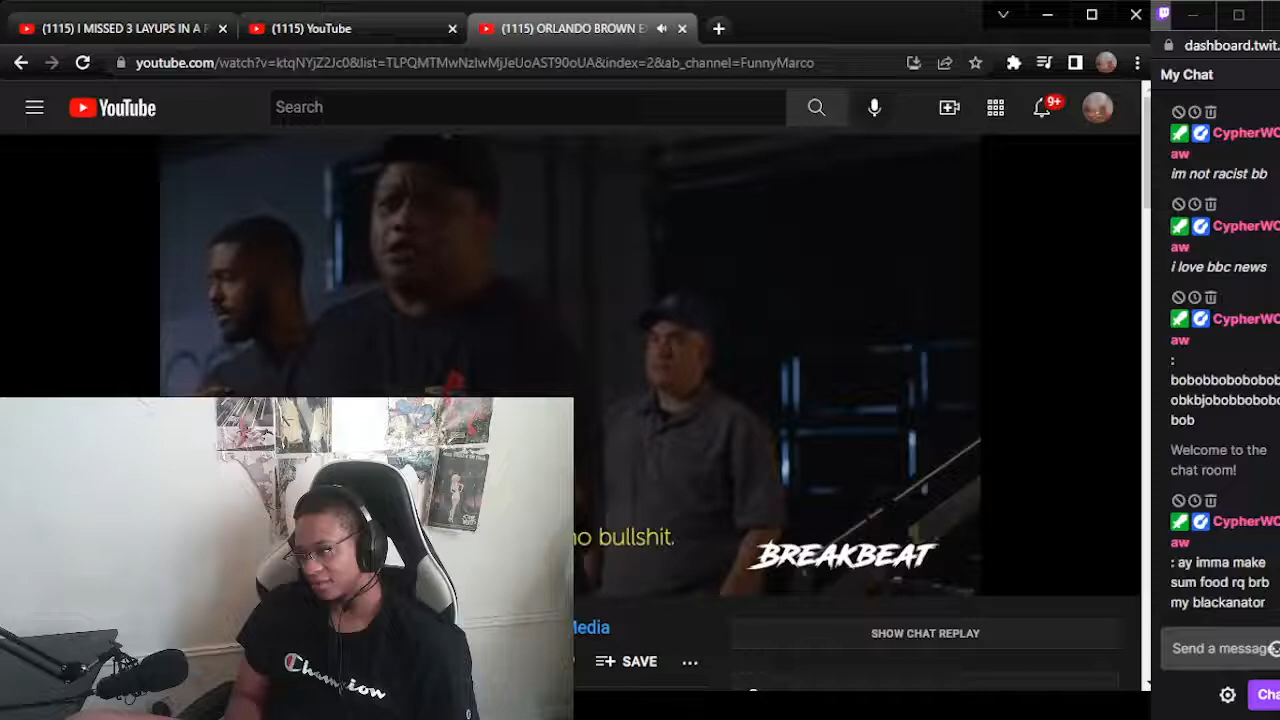 (1115) I MISSED 3 LAYUPS IN A
(1115) YouTube
(1115) ORLANDO BROWN E
youtube.com/watch?v=ktqNYjZ2Jc0&list=TLPQMTMwNzIwMjJeUoAST90oUA&index=2&ab_channel=FunnyMarco
dashboard.twit
My Chat
YouTube
Search
9+
CypherWO
aw
im not racist bb
CypherWO
aw
i love bbc news
CypherWO
aw
:
bobobbobobobob
obkbjobobbobobo
bob
Welcome to the
chat room!
CypherWO
aw
: ay imma make
sum food rq brb
my blackanator
no bullshit.
BREAKBEAT
Media
SHOW CHAT REPLAY
SAVE
Send a message
Cha
Champion